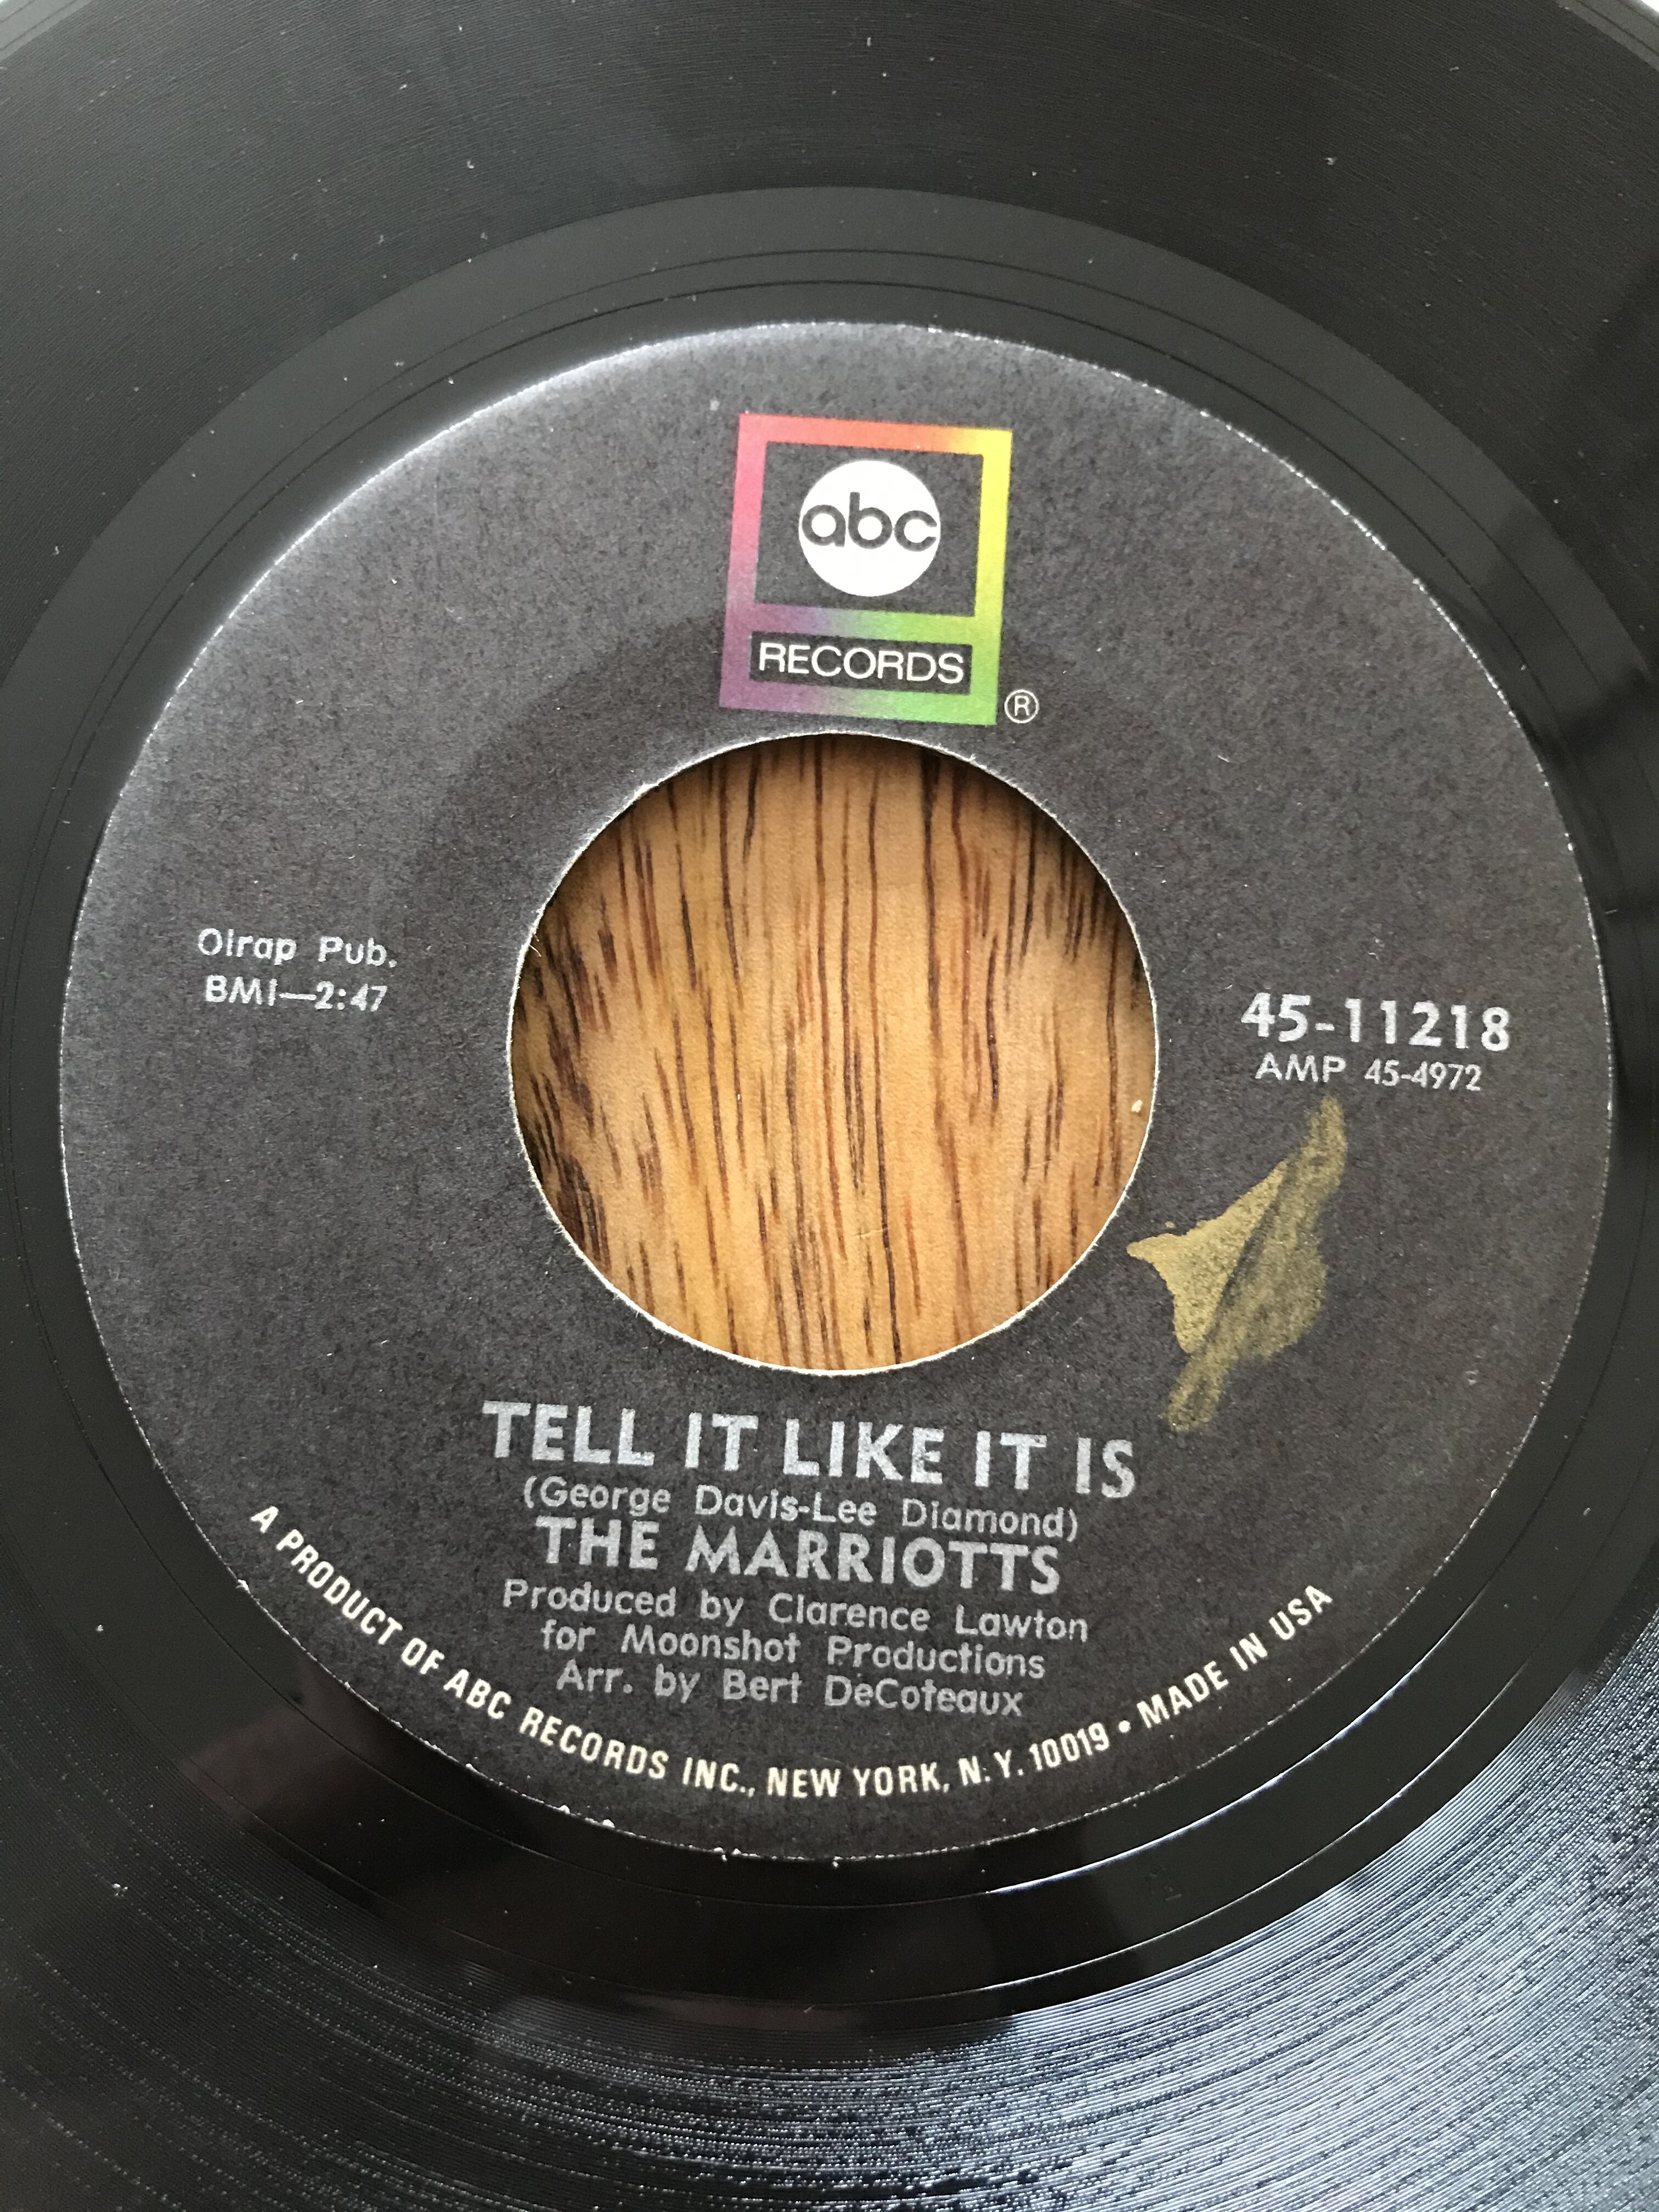 abc
RECORDS
®
Olrap Pub.
BMI—2:47
45-11218
AMP 45-4972
TELL IT LIKE IT IS
(George Davis-Lee Diamond)
THE MARRIOTTS
Produced by Clarence Lawton
for Moonshot Productions
Arr. by Bert DeCoteaux
A PRODUCT OF ABC RECORDS INC., NEW YORK, N.Y. 10019 • MADE IN USA